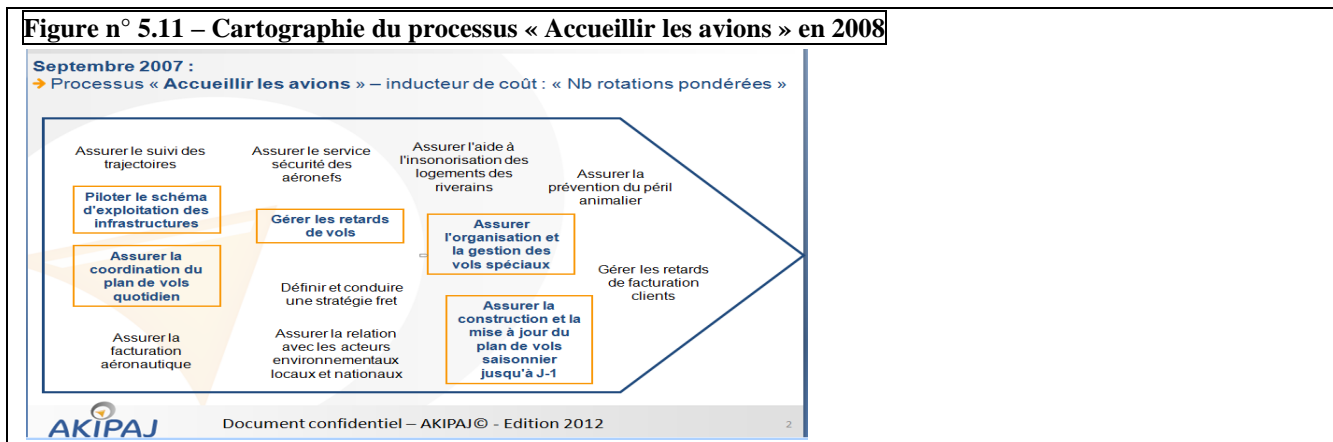 Figure n° 5.11 – Cartographie du processus « Accueillir les avions » en 2008
Septembre 2007 :
➔ Processus « Accueillir les avions » – inducteur de coût : « Nb rotations pondérées »
Assurer le suivi des
trajectoires
Assurer le service
sécurité des
aéronefs
Assurer l'aide à
l'insonorisation des
logements des
riverains
Assurer la
prévention du péril
animalier
Piloter le schéma
d'exploitation des
infrastructures
Gérer les retards
de vols
Assurer
l'organisation et
la gestion des
vols spéciaux
Assurer la
coordination du
plan de vols
quotidien
Définir et conduire
une stratégie fret
Gérer les retards
de facturation
clients
Assurer la
facturation
aéronautique
Assurer la relation
avec les acteurs
environnementaux
locaux et nationaux
Assurer la
construction et la
mise à jour du
plan de vols
saisonnier
jusqu'à J-1
AKIPAJ
Document confidentiel – AKIPAJ© - Edition 2012
2